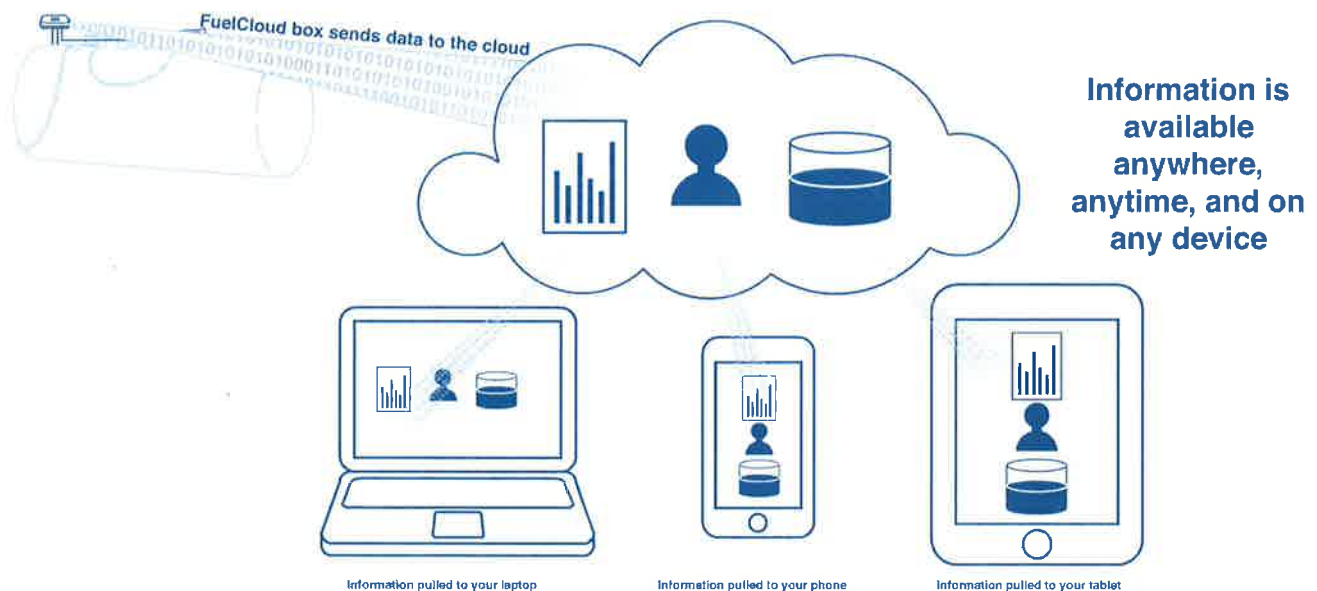 FuelCloud box sends data to the cloud
Information is
available
anywhere,
anytime, and on
any device
Information pulled to your laptop
Information pulled to your phone
Information pulled to your tablet